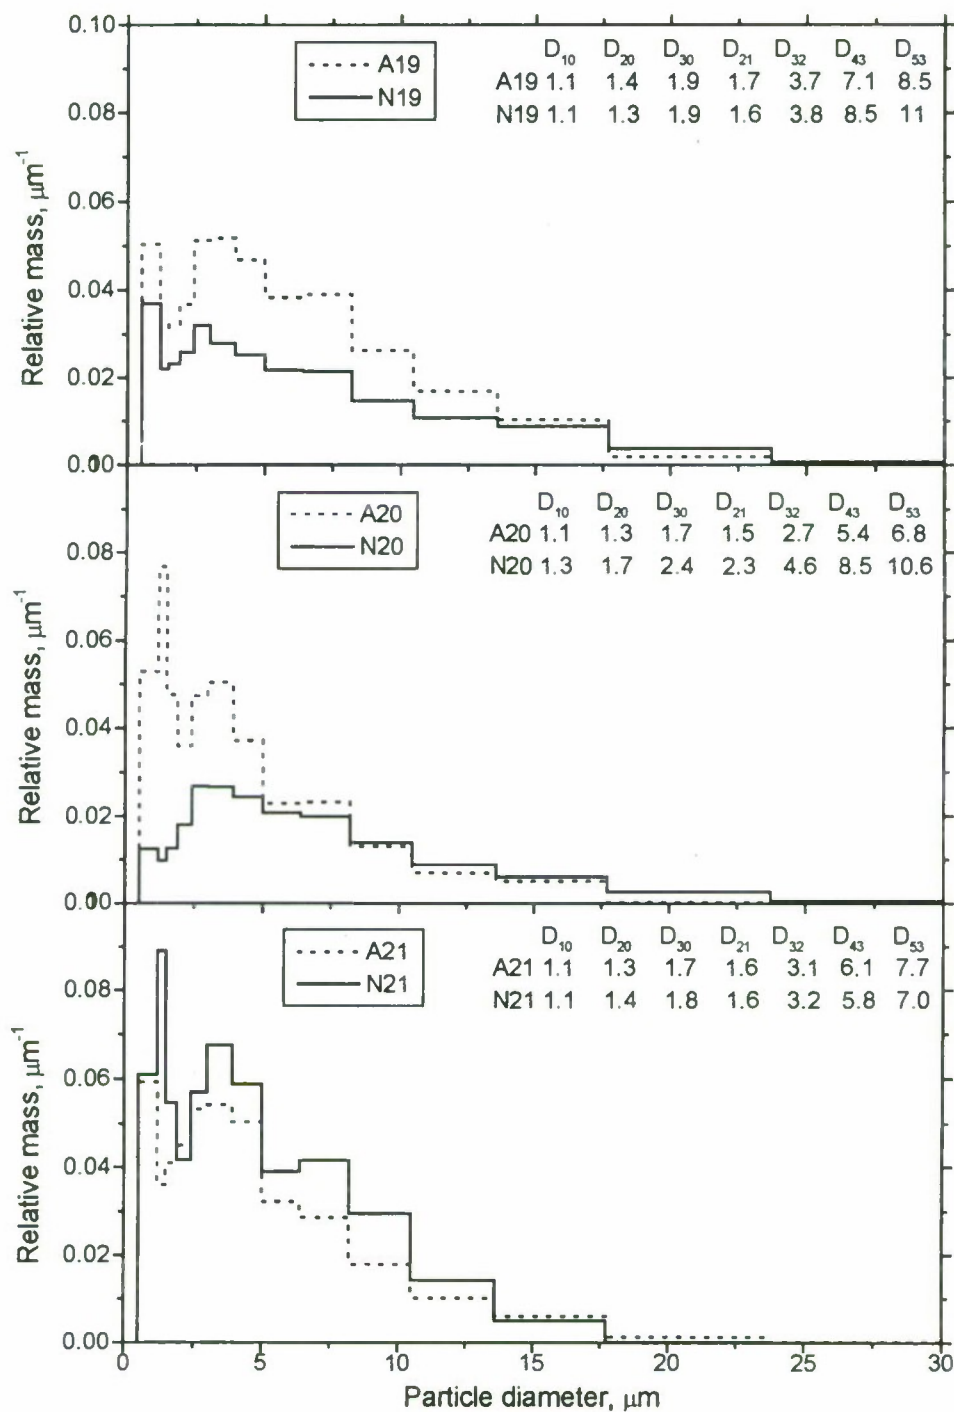 0.10
A19
N19
D10 D20 D30 D21 D32 D43 D53
A19 1.1 1.4 1.9 1.7 3.7 7.1 8.5
N19 1.1 1.3 1.9 1.6 3.8 8.5 11
0.08
0.06
0.04
0.02
Relative mass, μm-1
A20
N20
D10 D20 D30 D21 D32 D43 D53
A20 1.1 1.3 1.7 1.5 2.7 5.4 6.8
N20 1.3 1.7 2.4 2.3 4.6 8.5 10.6
0.08
0.06
0.04
0.02
Relative mass, μm-1
A21
N21
D10 D20 D30 D21 D32 D43 D53
A21 1.1 1.3 1.7 1.6 3.1 6.1 7.7
N21 1.1 1.4 1.8 1.6 3.2 5.8 7.0
0.08
0.06
0.04
0.02
0.00
Relative mass, μm-1
0 5 10 15 20 25 30
Particle diameter, μm